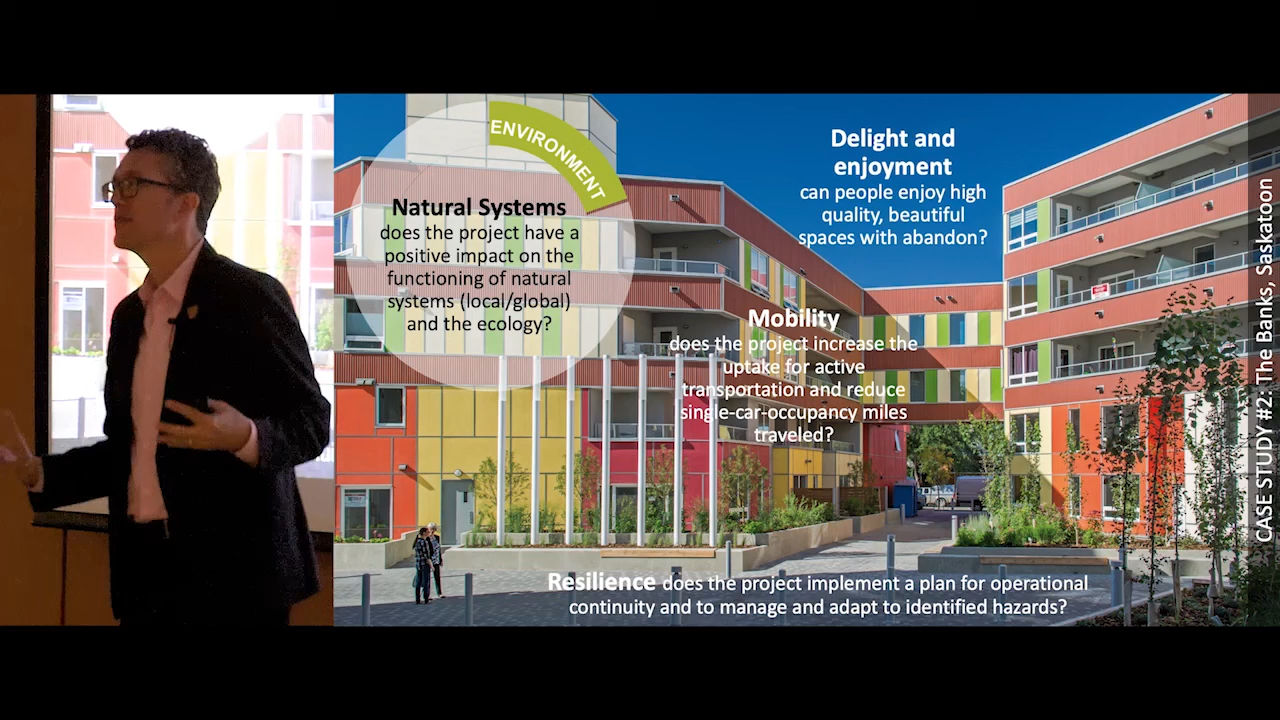 ENVIRONMENT
Natural Systems
does the project have a
positive impact on the
functioning of natural
systems (local/global)
and the ecology?
Delight and
enjoyment
can people enjoy high
quality, beautiful
spaces with abandon?
Mobility
does the project increase the
uptake for active
transportation and reduce
single-car-occupancy miles
traveled?
Resilience does the project implement a plan for operational
continuity and to manage and adapt to identified hazards?
CASE STUDY #2: The Banks, Saskatoon